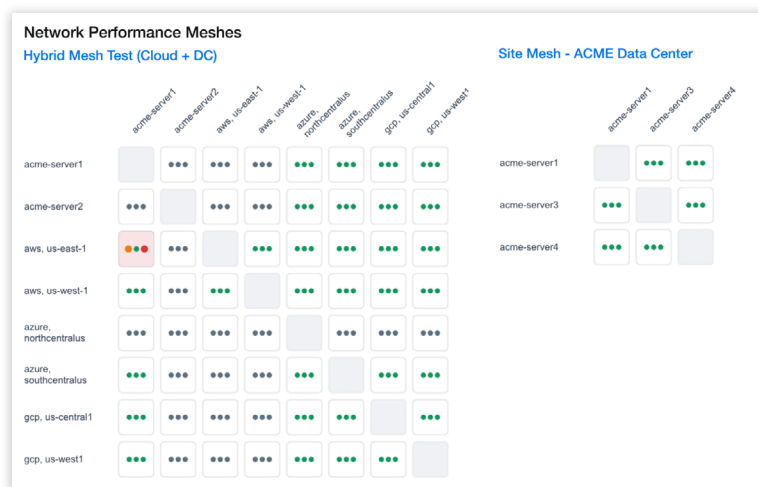 Network Performance Meshes
Hybrid Mesh Test (Cloud + DC)
acme-server1
acme-server2
aws, us-east-1
aws, us-west-1
azure,
northcentralus
azure,
southcentralus
gcp, us-central1
gcp, us-west1
acme-server1
acme-server2
aws, us-east-1
aws, us-west-1
azure,
northcentralus
azure,
southcentralus
gcp, us-central1
gcp, us-west1
Site Mesh - ACME Data Center
acme-server1
acme-server3
acme-server4
acme-server1
acme-server3
acme-server4